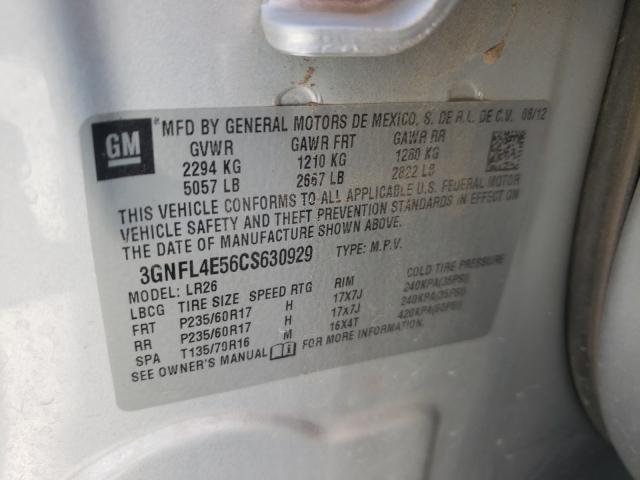 GM
* MFD BY GENERAL MOTORS DE MEXICO, S. DE R.L. DE C.V. 06/12
GVWR GAWR FRT GAWR RR
2294 KG 1210 KG 1280 KG
5057 LB 2667 LB 2822 LB
THIS VEHICLE CONFORMS TO ALL APPLICABLE U.S. FEDERAL MOTOR
VEHICLE SAFETY AND THEFT PREVENTION STANDARDS IN EFFECT ON
THE DATE OF MANUFACTURE SHOWN ABOVE.
3GNFL4E56CS630929 TYPE: M.P.V.
MODEL: LR26
LBCG TIRE SIZE SPEED RTG RIM COLD TIRE PRESSURE
FRT P235/60R17 H 17X7J 240KPA(35PSI)
RR P235/60R17 H 17X7J 240KPA(35PSI)
SPA T135/70R16 M 16X4T 420KPA(60PSI)
SEE OWNER'S MANUAL FOR MORE INFORMATION.